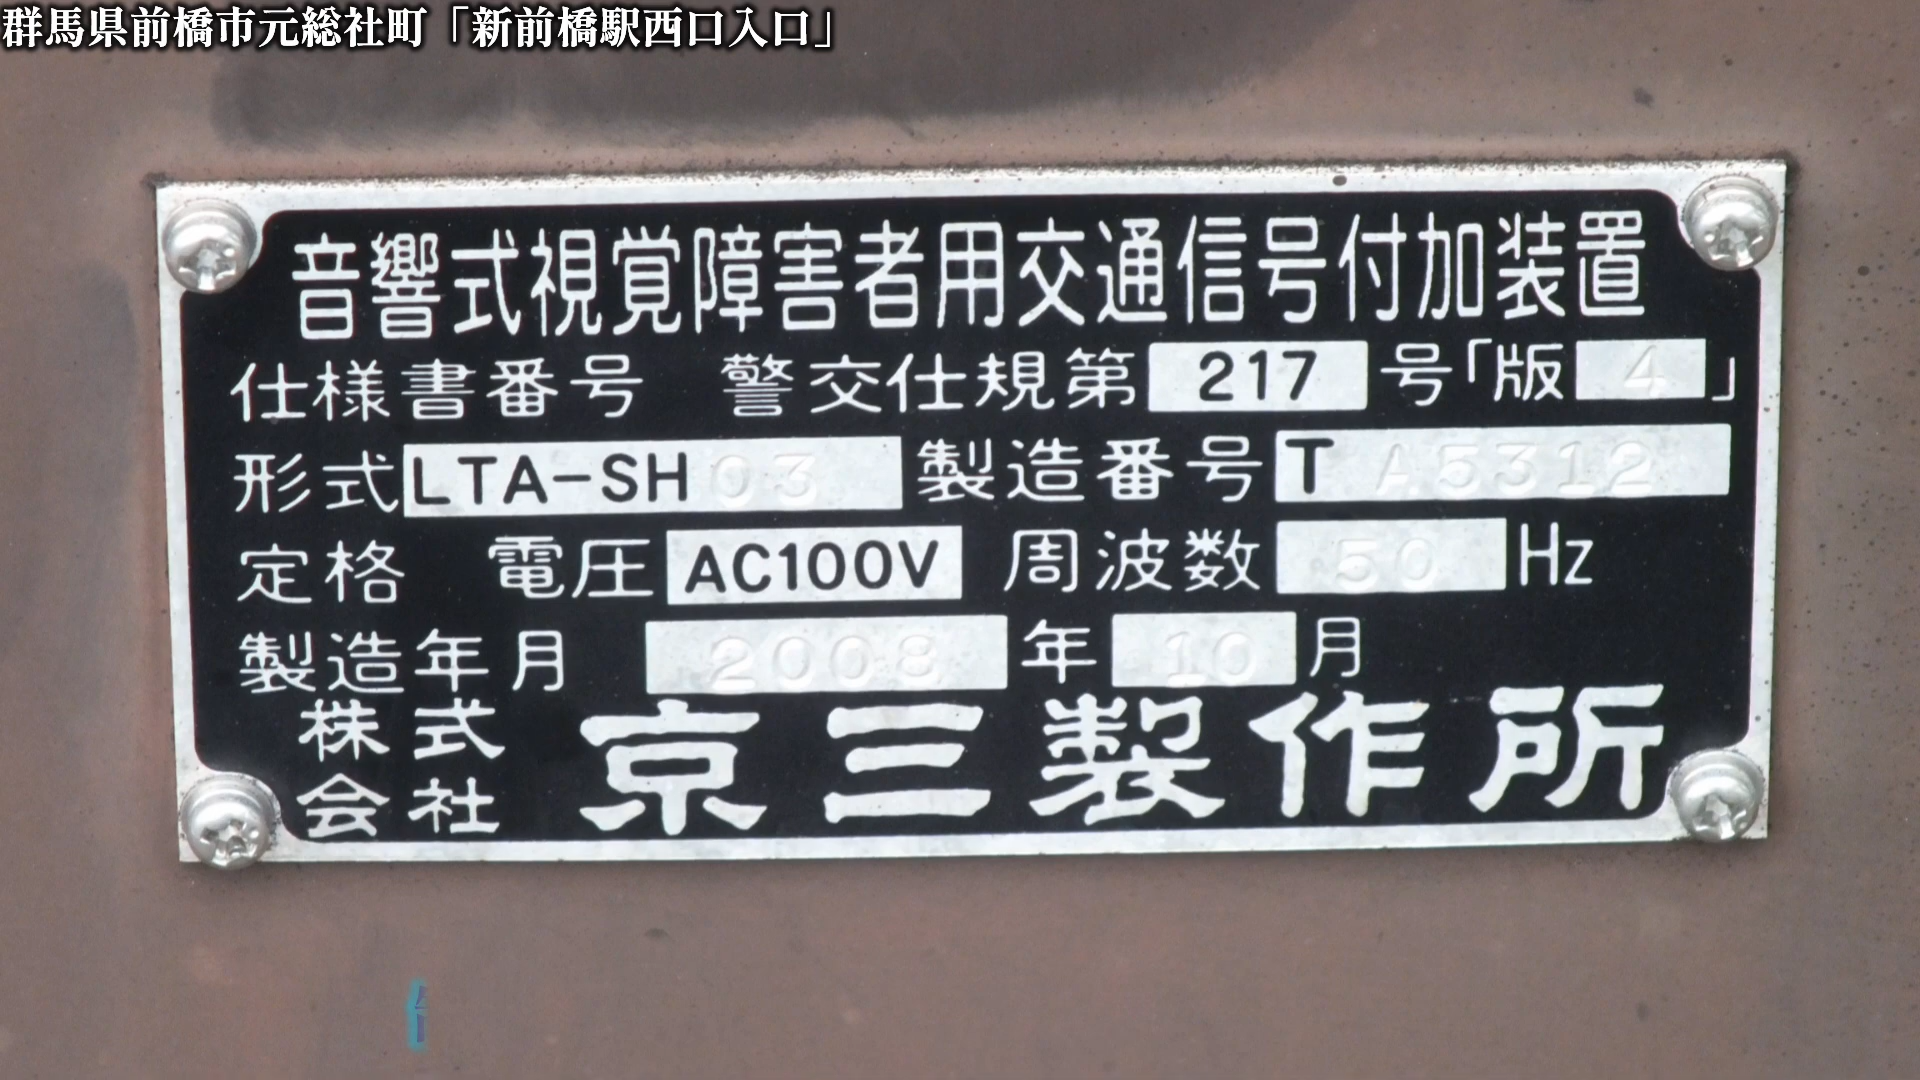 群馬県前橋市元総社町「新前橋駅西口入口」
音響式視覚障害者用交通信号付加装置
仕様書番号 警交仕規第 217 号「版 4」
形式 LTA-SH 03 製造番号 T A5312
定格 電圧 AC100V 周波数 50 Hz
製造年月 2008 年 10 月
株式会社 京三製作所